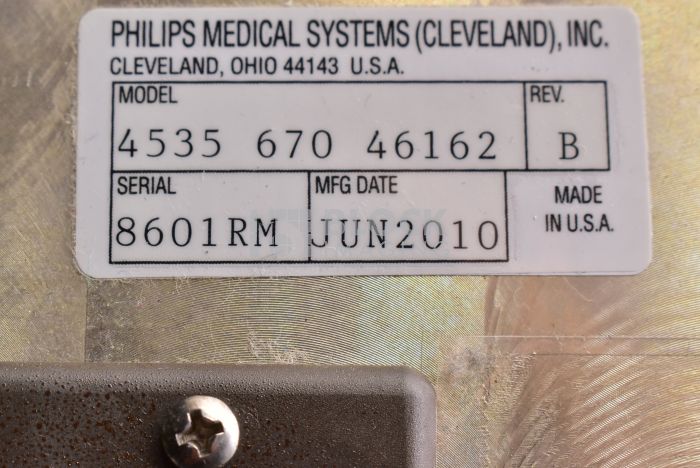 PHILIPS MEDICAL SYSTEMS (CLEVELAND), INC.
CLEVELAND, OHIO 44143 U.S.A.
MODEL REV.
4535 670 46162 B
SERIAL MFG DATE MADE
8601RM JUN2010 IN U.S.A.